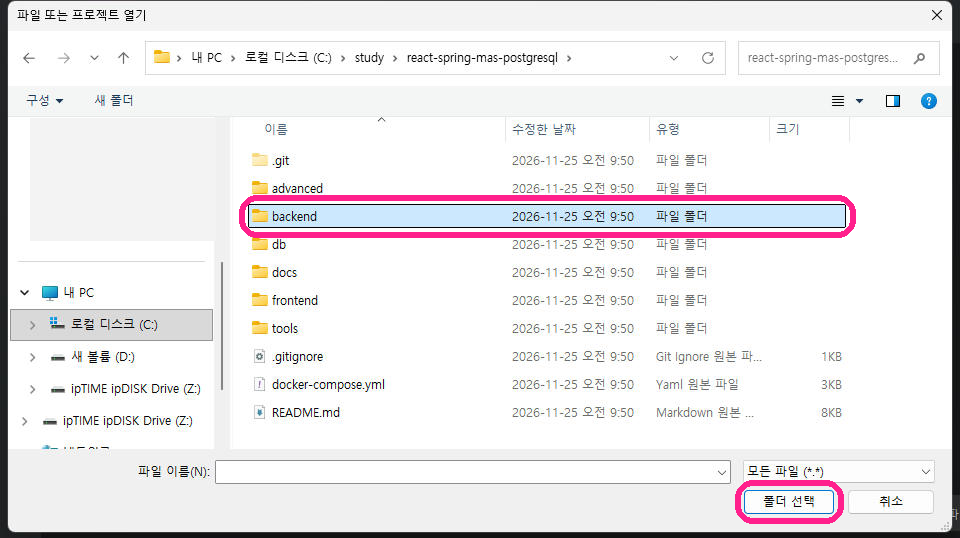 파일 또는 프로젝트 열기
내 PC > 로컬 디스크 (C:) > study > react-spring-mas-postgresql >
react-spring-mas-postgres...
구성 새 폴더
이름 수정한 날짜 유형 크기
.git 2026-11-25 오전 9:50 파일 폴더
advanced 2026-11-25 오전 9:50 파일 폴더
backend 2026-11-25 오전 9:50 파일 폴더
db 2026-11-25 오전 9:50 파일 폴더
docs 2026-11-25 오전 9:50 파일 폴더
frontend 2026-11-25 오전 9:50 파일 폴더
tools 2026-11-25 오전 9:50 파일 폴더
.gitignore 2026-11-25 오전 9:50 Git Ignore 원본 파... 1KB
docker-compose.yml 2026-11-25 오전 9:50 Yaml 원본 파일 3KB
README.md 2026-11-25 오전 9:50 Markdown 원본 ... 8KB
내 PC
로컬 디스크 (C:)
새 볼륨 (D:)
ipTIME ipDISK Drive (Z:)
ipTIME ipDISK Drive (Z:)
파일 이름(N):
모든 파일 (*.*)
폴더 선택 취소